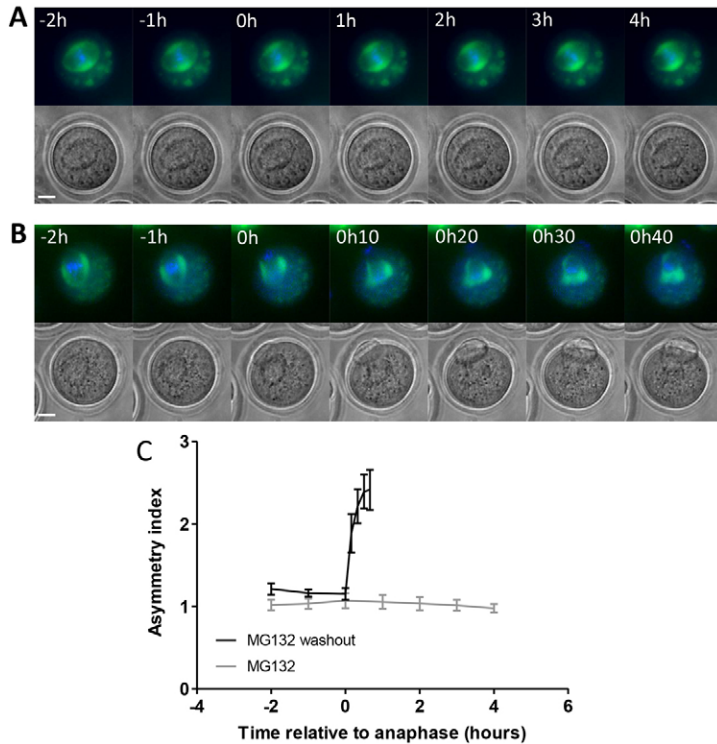 A
-2h -1h 0h 1h 2h 3h 4h
B
-2h -1h 0h 0h10 0h20 0h30 0h40
C
3
2
1
0
Asymmetry index
MG132 washout
MG132
-4 -2 0 2 4 6
Time relative to anaphase (hours)